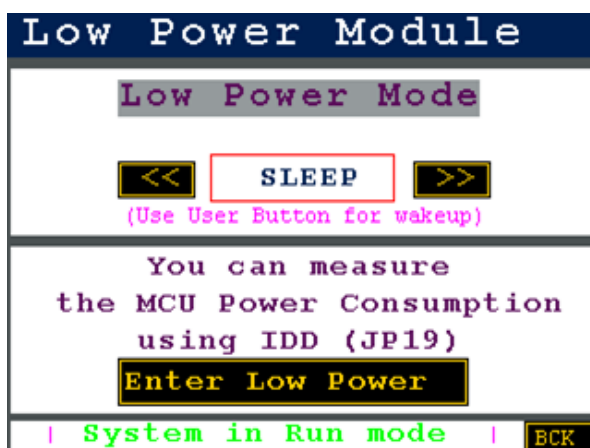 Low Power Module
Low Power Mode
<< SLEEP >>
(Use User Button for wakeup)
You can measure
the MCU Power Consumption
using IDD (JP19)
Enter Low Power
| System in Run mode | BCK